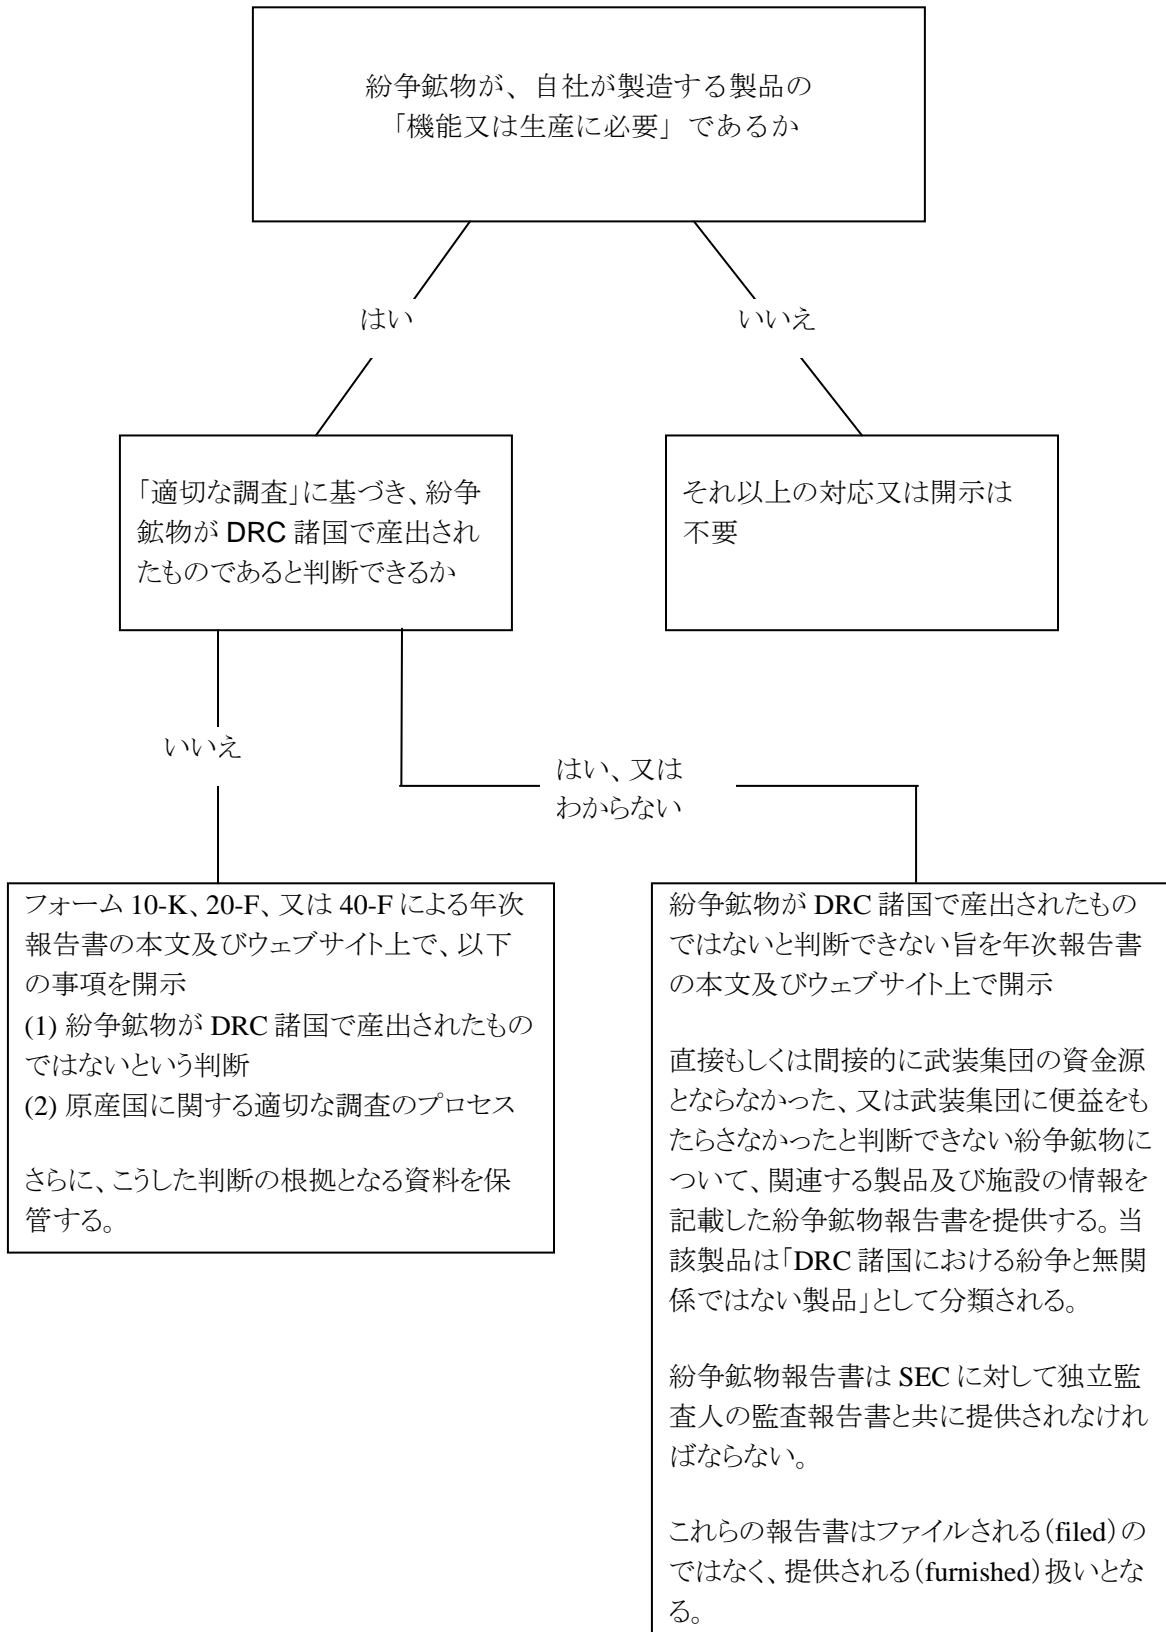 紛争鉱物が、自社が製造する製品の
「機能又は生産に必要」であるか
はい
いいえ
「適切な調査」に基づき、紛争
鉱物が DRC 諸国で産出され
たものであると判断できるか
それ以上の対応又は開示は
不要
いいえ
はい、又は
わからない
フォーム 10-K、20-F、又は 40-F による年次
報告書の本文及びウェブサイト上で、以下
の事項を開示
(1) 紛争鉱物が DRC 諸国で産出されたもの
ではないという判断
(2) 原産国に関する適切な調査のプロセス
さらに、こうした判断の根拠となる資料を保
管する。
紛争鉱物が DRC 諸国で産出されたもの
ではないと判断できない旨を年次報告書
の本文及びウェブサイト上で開示
直接もしくは間接的に武装集団の資金源
とならなかった、又は武装集団に便益をも
たらさなかったと判断できない紛争鉱物に
ついて、関連する製品及び施設の情報を
記載した紛争鉱物報告書を提供する。当
該製品は「DRC 諸国における紛争と無関
係ではない製品」として分類される。
紛争鉱物報告書は SEC に対して独立監
査人の監査報告書と共に提供されなけれ
ばならない。
これらの報告書はファイルされる(filed)の
ではなく、提供される(furnished)扱いとな
る。